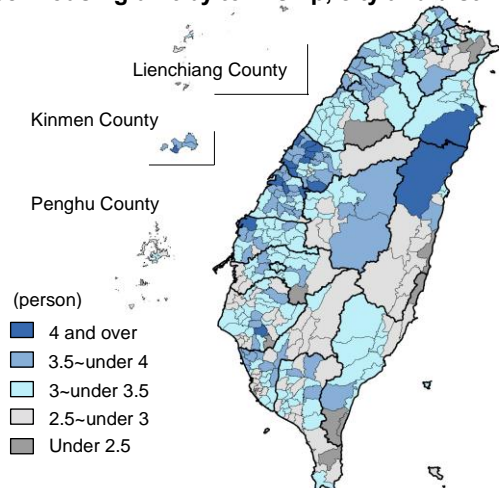 Lienchiang County
Kinmen County
Penghu County
(person)
4 and over
3.5~under 4
3~under 3.5
2.5~under 3
Under 2.5